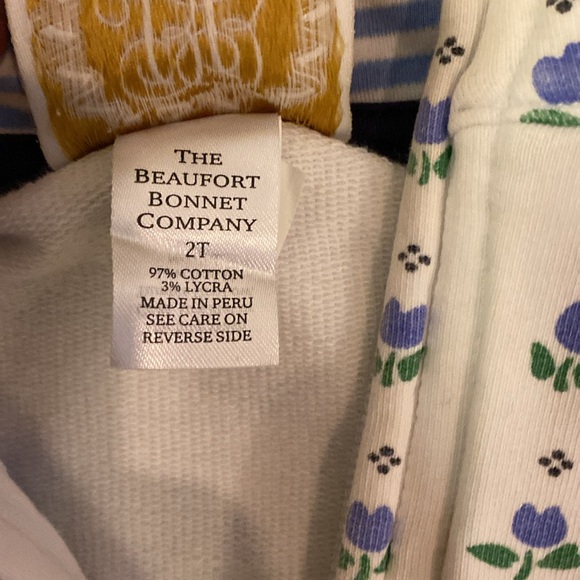 THE
BEAUFORT
BONNET
COMPANY
2T
97% COTTON
3% LYCRA
MADE IN PERU
SEE CARE ON
REVERSE SIDE